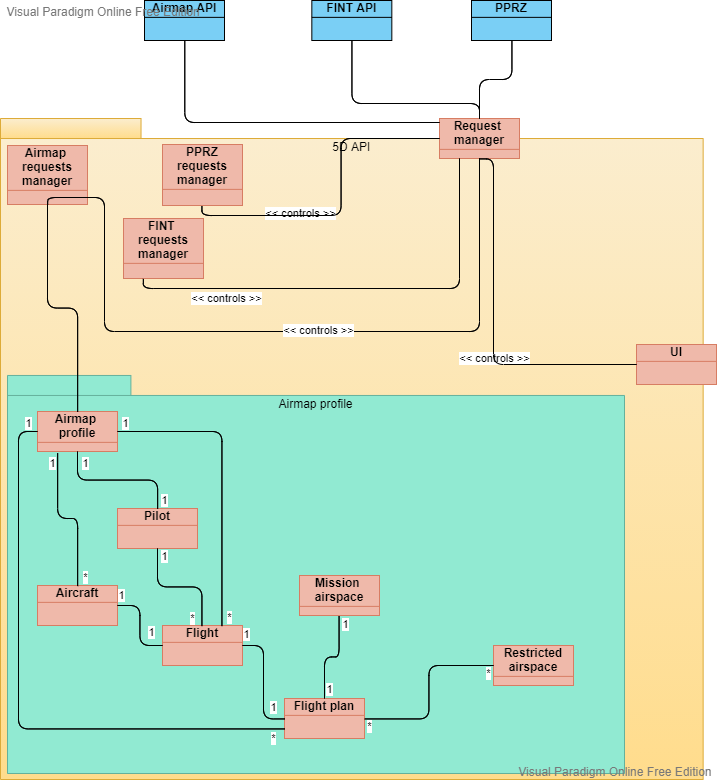 Visual Paradigm Online Free Edition
Airmap API
FINT API
PPRZ
Request
manager
5D API
Airmap
requests
manager
PPRZ
requests
manager
<< controls >>
FINT
requests
manager
<< controls >>
<< controls >>
<< controls >>
UI
Airmap profile
Airmap
profile
1
1
1
1
1
Pilot
1
*
Aircraft
1
1
*
*
Flight
1
Mission
airspace
1
1
Restricted
airspace
*
Flight plan
1
*
*
Visual Paradigm Online Free Edition